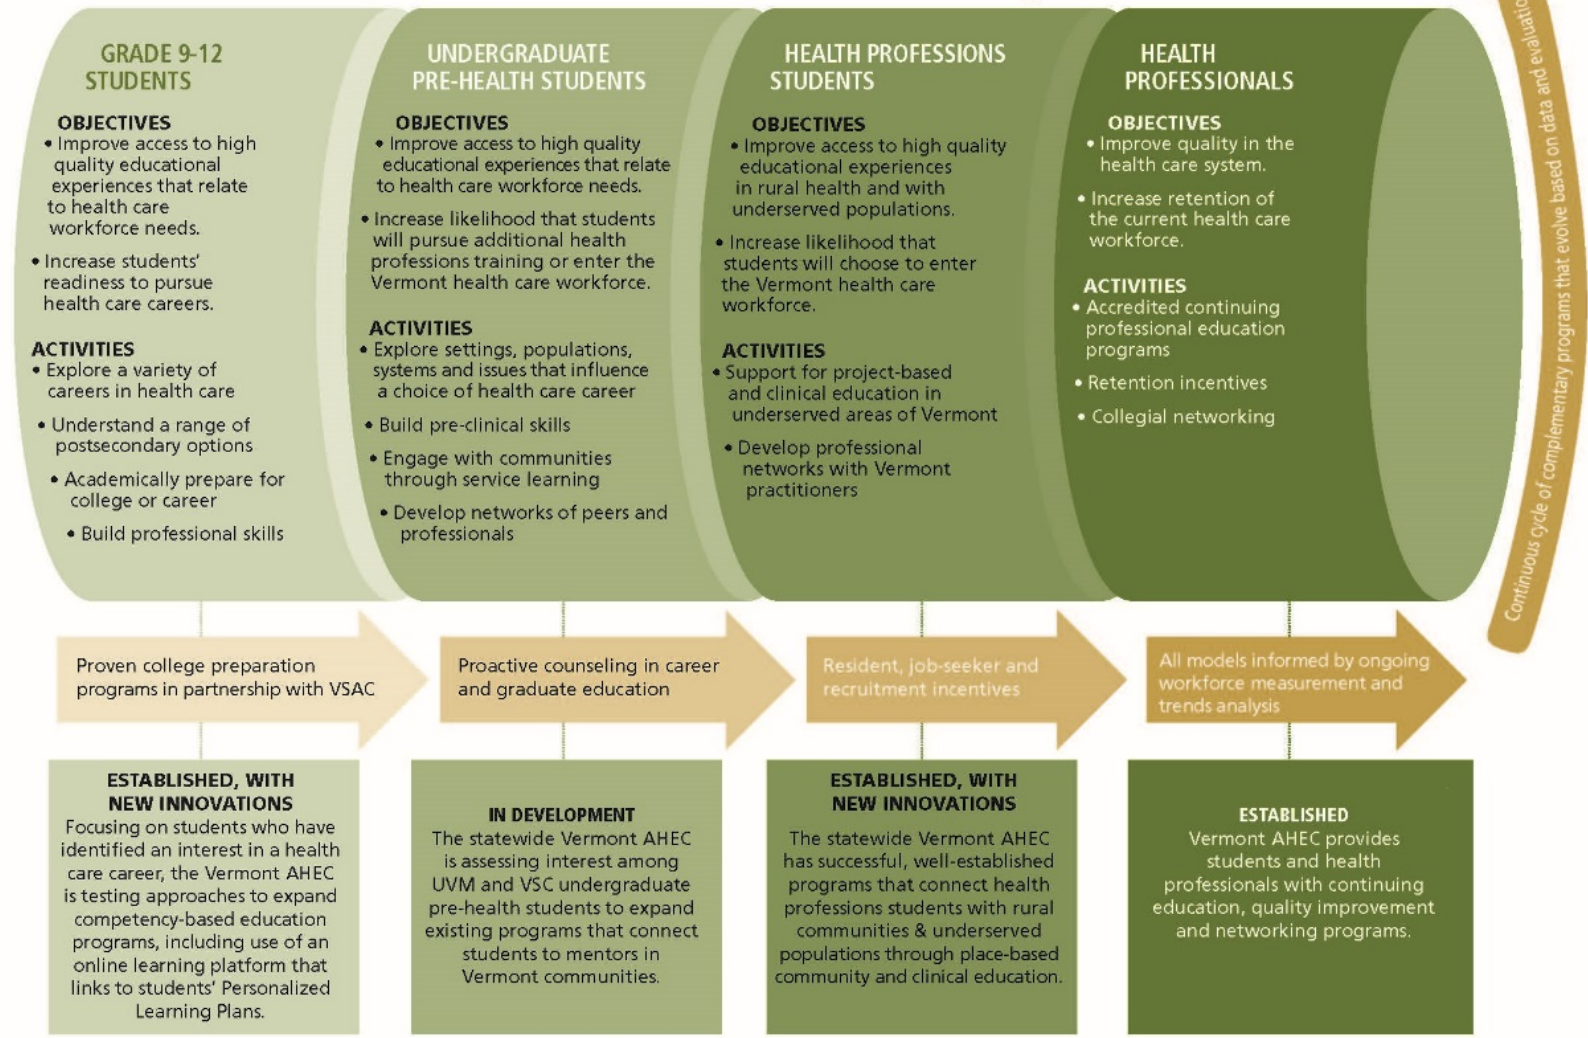 GRADE 9-12
STUDENTS
OBJECTIVES
• Improve access to high
quality educational
experiences that relate
to health care
workforce needs.
• Increase students'
readiness to pursue
health care careers.
ACTIVITIES
• Explore a variety of
careers in health care
• Understand a range of
postsecondary options
• Academically prepare for
college or career
• Build professional skills
UNDERGRADUATE
PRE-HEALTH STUDENTS
OBJECTIVES
• Improve access to high quality
educational experiences that relate
to health care workforce needs.
• Increase likelihood that students
will pursue additional health
professions training or enter the
Vermont health care workforce.
ACTIVITIES
• Explore settings, populations,
systems and issues that influence
a choice of health care career
• Build pre-clinical skills
• Engage with communities
through service learning
• Develop networks of peers and
professionals
HEALTH PROFESSIONS
STUDENTS
OBJECTIVES
• Improve access to high quality
educational experiences
in rural health and with
underserved populations.
• Increase likelihood that
students will choose to enter
the Vermont health care
workforce.
ACTIVITIES
• Support for project-based
and clinical education in
underserved areas of Vermont
• Develop professional
networks with Vermont
practitioners
HEALTH
PROFESSIONALS
OBJECTIVES
• Improve quality in the
health care system.
• Increase retention of
the current health care
workforce.
ACTIVITIES
• Accredited continuing
professional education
programs
• Retention incentives
• Collegial networking
Continuous cycle of complementary programs that evolve based on data and evaluatio
Proven college preparation
programs in partnership with VSAC
Proactive counseling in career
and graduate education
Resident, job-seeker and
recruitment incentives
All models informed by ongoing
workforce measurement and
trends analysis
ESTABLISHED, WITH
NEW INNOVATIONS
Focusing on students who have
identified an interest in a health
care career, the Vermont AHEC
is testing approaches to expand
competency-based education
programs, including use of an
online learning platform that
links to students' Personalized
Learning Plans.
IN DEVELOPMENT
The statewide Vermont AHEC
is assessing interest among
UVM and VSC undergraduate
pre-health students to expand
existing programs that connect
students to mentors in
Vermont communities.
ESTABLISHED, WITH
NEW INNOVATIONS
The statewide Vermont AHEC
has successful, well-established
programs that connect health
professions students with rural
communities & underserved
populations through place-based
community and clinical education.
ESTABLISHED
Vermont AHEC provides
students and health
professionals with continuing
education, quality improvement
and networking programs.